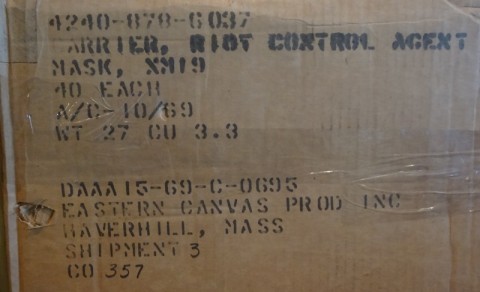 4240-878-6037
CARRIER, RIOT CONTROL AGENT
MASK, XM19
40 EACH
A/C-10/69
WT 27 CU 3.3
DAAA15-69-C-0695
EASTERN CANVAS PROD INC
HAVERHILL, MASS
SHIPMENT 3
CO 357